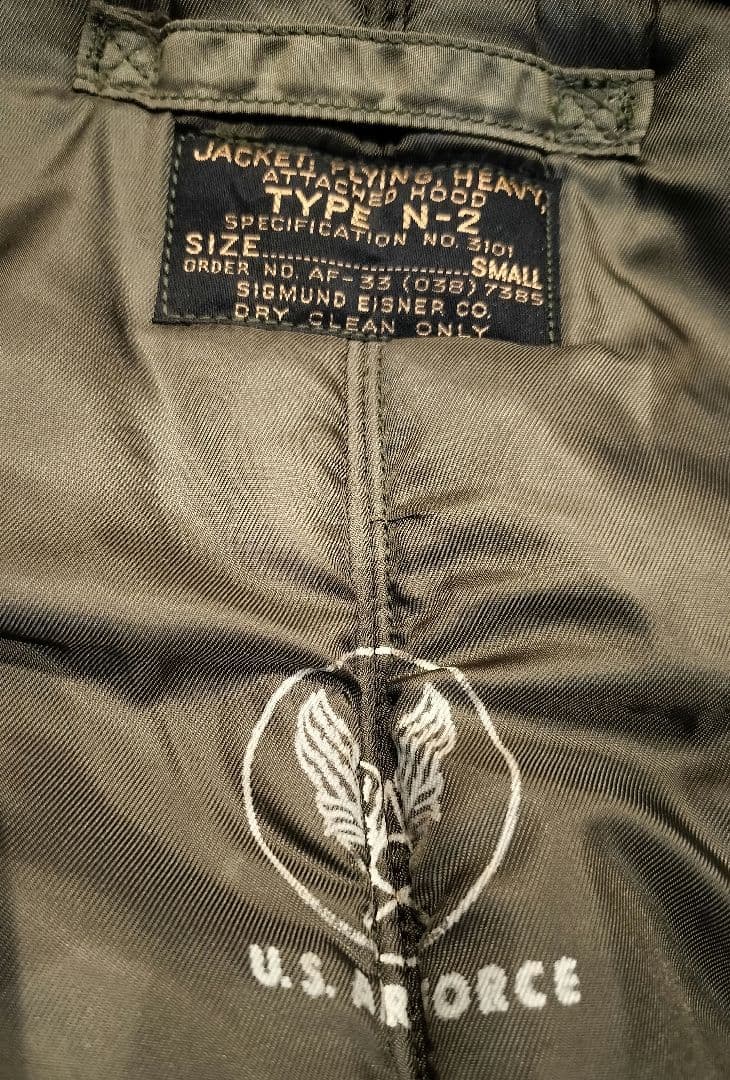 JACKET, FLYING, HEAVY,
ATTACHED HOOD
TYPE N-2
SPECIFICATION NO. 3101
SIZE.................................SMALL
ORDER NO. AF-33 (038) 7385
SIGMUND EISNER CO.
DRY CLEAN ONLY
U.S. AIR FORCE